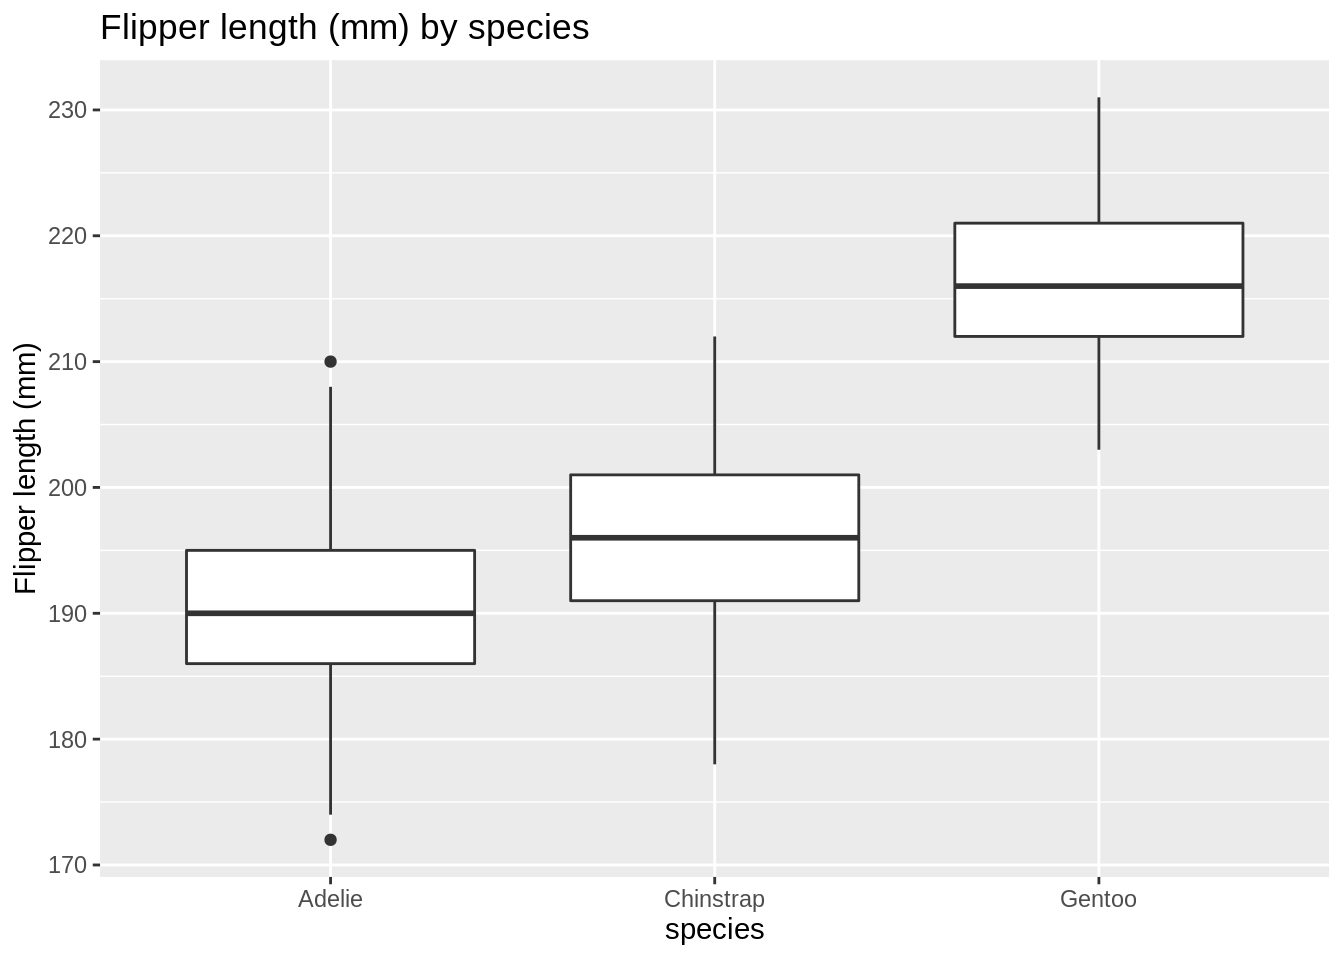 Flipper length (mm) by species
Flipper length (mm)
230
220
210
200
190
180
170
Adelie Chinstrap Gentoo
species